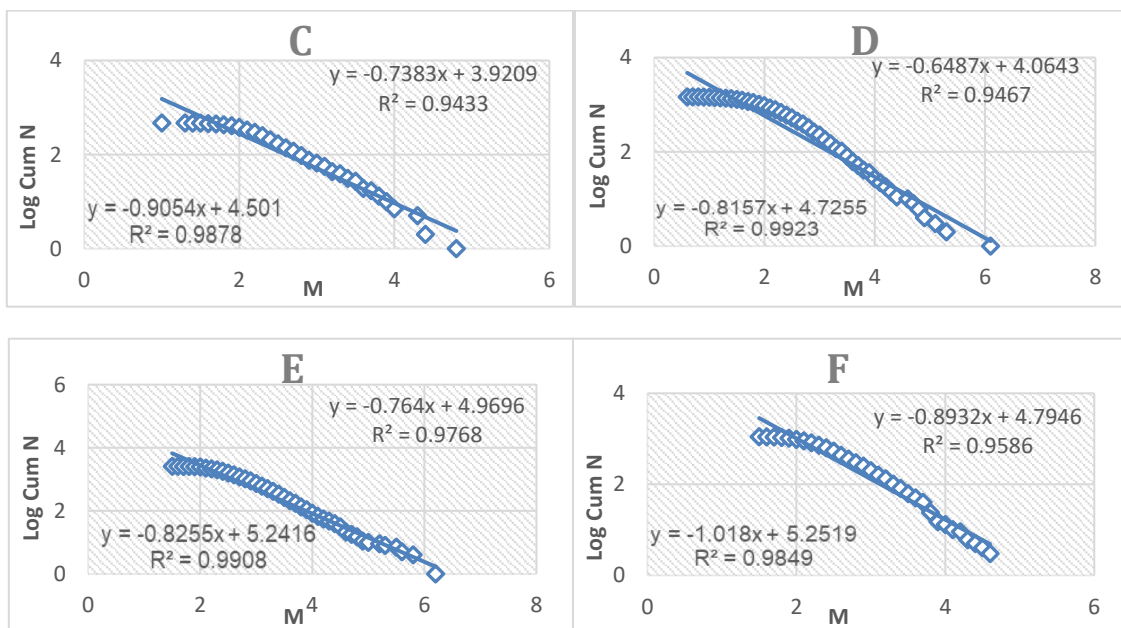 C
4
y = -0.7383x + 3.9209
R² = 0.9433
Log Cum N
2
y = -0.9054x + 4.501
R² = 0.9878
0
0 2 4 6
M
D
4
y = -0.6487x + 4.0643
R² = 0.9467
Log Cum N
2
y = -0.8157x + 4.7255
R² = 0.9923
0
0 2 4 6 8
M
E
6
y = -0.764x + 4.9696
R² = 0.9768
4
Log Cum N
2
y = -0.8255x + 5.2416
R² = 0.9908
0
0 2 4 6 8
M
F
4
y = -0.8932x + 4.7946
R² = 0.9586
Log Cum N
2
y = -1.018x + 5.2519
R² = 0.9849
0
0 2 4 6
M